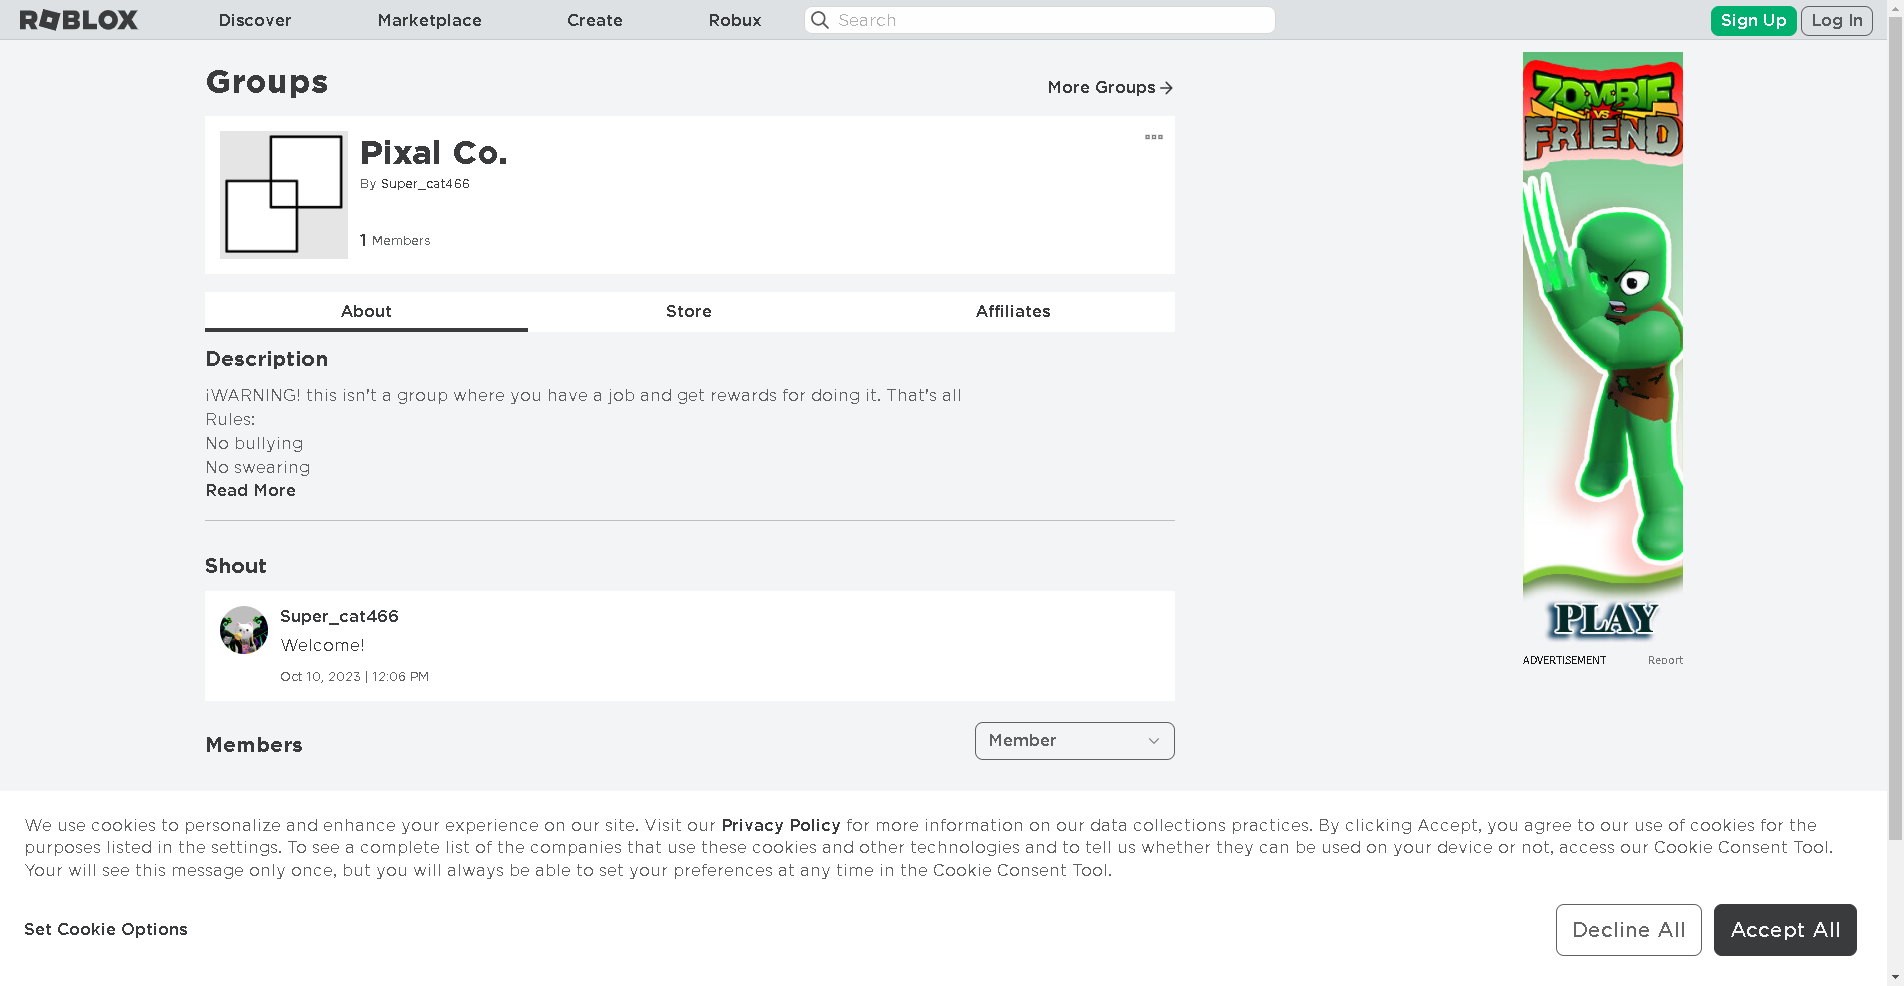 ROBLOX Discover Marketplace Create Robux Search Sign Up Log In
Groups
More Groups
Pixal Co.
By Super_cat466
1 Members
About Store Affiliates
Description
¡WARNING! this isn't a group where you have a job and get rewards for doing it. That's all
Rules:
No bullying
No swearing
Read More
Shout
Super_cat466
Welcome!
Oct 10, 2023 | 12:06 PM
Members
Member
ZOMBIE
VS
FRIEND
PLAY
ADVERTISEMENT Report
We use cookies to personalize and enhance your experience on our site. Visit our Privacy Policy for more information on our data collections practices. By clicking Accept, you agree to our use of cookies for the
purposes listed in the settings. To see a complete list of the companies that use these cookies and other technologies and to tell us whether they can be used on your device or not, access our Cookie Consent Tool.
Your will see this message only once, but you will always be able to set your preferences at any time in the Cookie Consent Tool.
Set Cookie Options
Decline All
Accept All